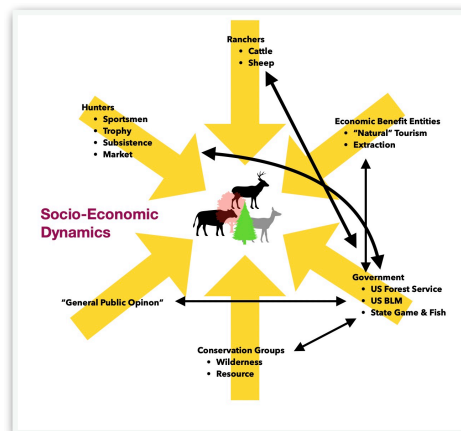 Ranchers
• Cattle
• Sheep
Hunters
• Sportsmen
• Trophy
• Subsistence
• Market
Economic Benefit Entities
• "Natural" Tourism
• Extraction
Socio-Economic
Dynamics
Government
• US Forest Service
• US BLM
• State Game & Fish
"General Public Opinon"
Conservation Groups
• Wilderness
• Resource